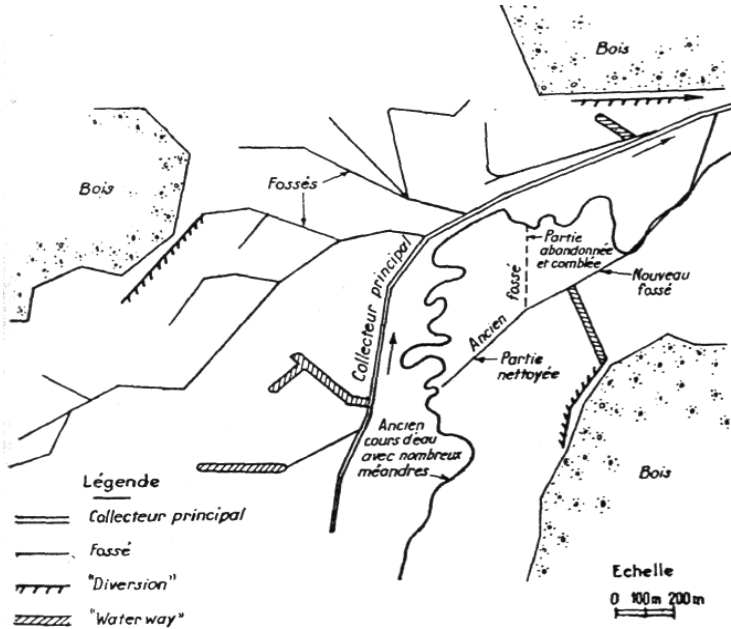 Bois
Bois
Fossés
Partie
abandonnée
et comblée
Nouveau
fossé
Collecteur principal
Ancien fossé
Partie
nettoyée
Ancien
cours d'eau
avec nombreux
méandres
Bois
Légende
Collecteur principal
Fossé
"Diversion"
"Water way"
Echelle
0 100m 200m